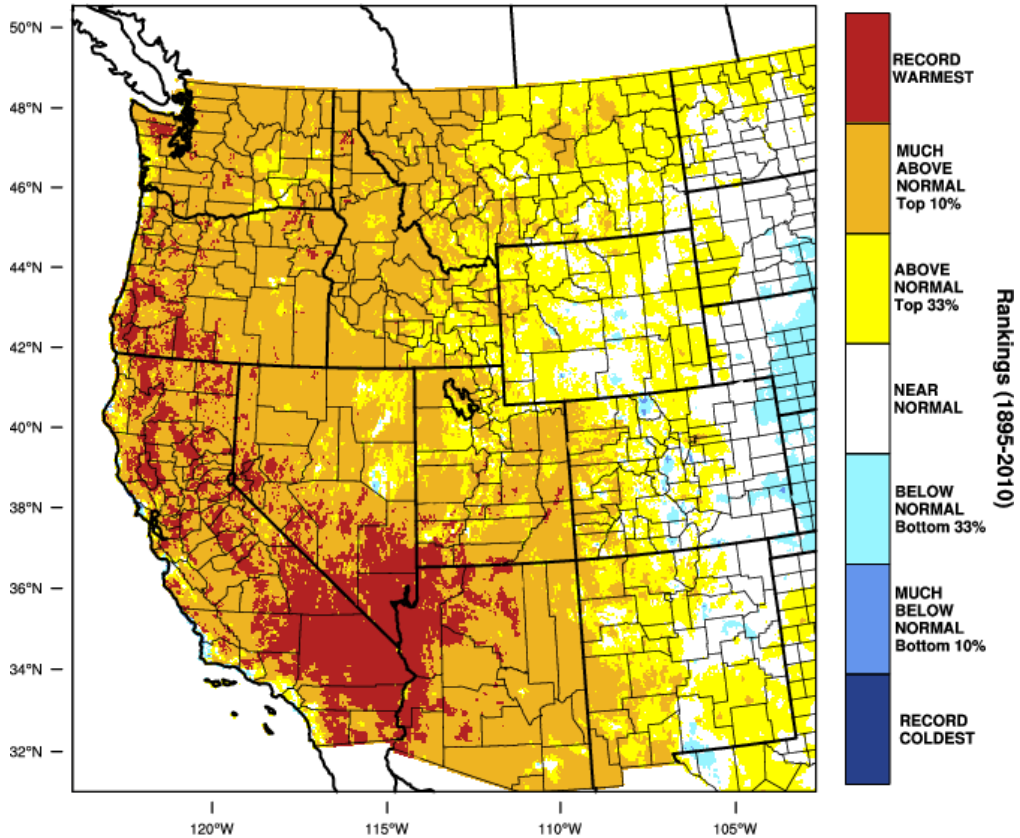 50°N
48°N
46°N
44°N
42°N
40°N
38°N
36°N
34°N
32°N
120°W
115°W
110°W
105°W
RECORD
WARMEST
MUCH
ABOVE
NORMAL
Top 10%
ABOVE
NORMAL
Top 33%
NEAR
NORMAL
BELOW
NORMAL
Bottom 33%
MUCH
BELOW
NORMAL
Bottom 10%
RECORD
COLDEST
Rankings (1895-2010)